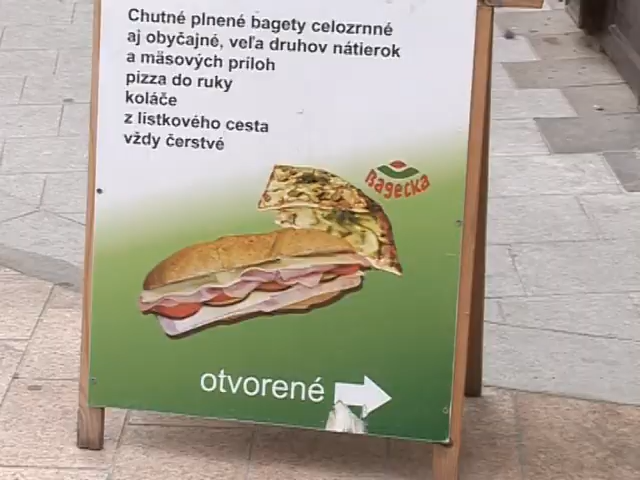 Chutné plnené bagety celozrnné
aj obyčajné, veľa druhov nátierok
a mäsových príloh
pizza do ruky
koláče
z lístkového cesta
vždy čerstvé
Bagecka
otvorené